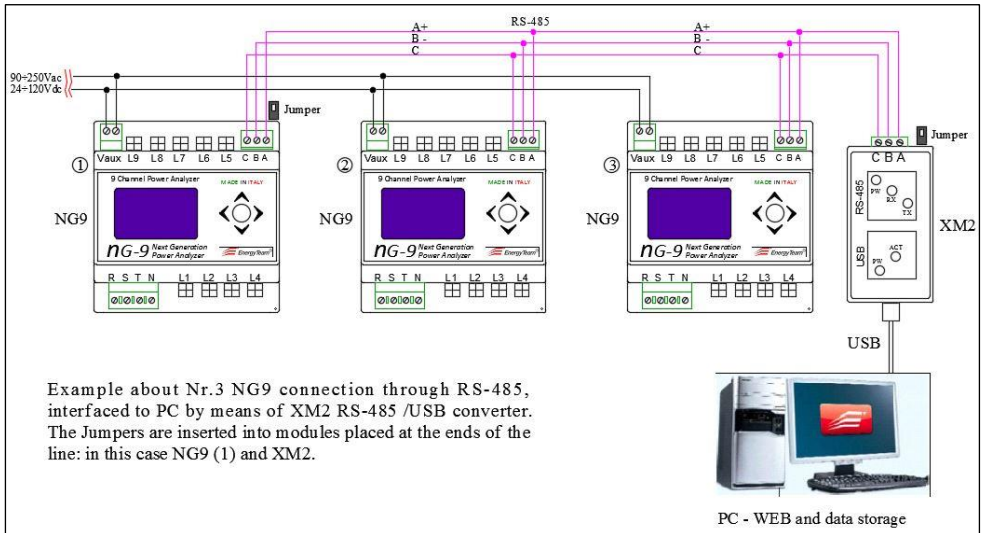 RS-485
A+ A+
B - B -
C C
90÷250Vac
24÷120Vdc
Jumper
Jumper
① Vaux L9 L8 L7 L6 L5 C B A
② Vaux L9 L8 L7 L6 L5 C B A
③ Vaux L9 L8 L7 L6 L5 C B A
C B A
NG9
9 Channel Power Analyzer MADE IN ITALY
nG-9 Next Generation
Power Analyzer EnergyTeam
R S T N L1 L2 L3 L4
NG9
9 Channel Power Analyzer MADE IN ITALY
nG-9 Next Generation
Power Analyzer EnergyTeam
R S T N L1 L2 L3 L4
NG9
9 Channel Power Analyzer MADE IN ITALY
nG-9 Next Generation
Power Analyzer EnergyTeam
R S T N L1 L2 L3 L4
RS-485
PW
RX
TX
XM2
USB
ACT
PW
USB
Example about Nr.3 NG9 connection through RS-485,
interfaced to PC by means of XM2 RS-485 /USB converter.
The Jumpers are inserted into modules placed at the ends of the
line: in this case NG9 (1) and XM2.
PC - WEB and data storage